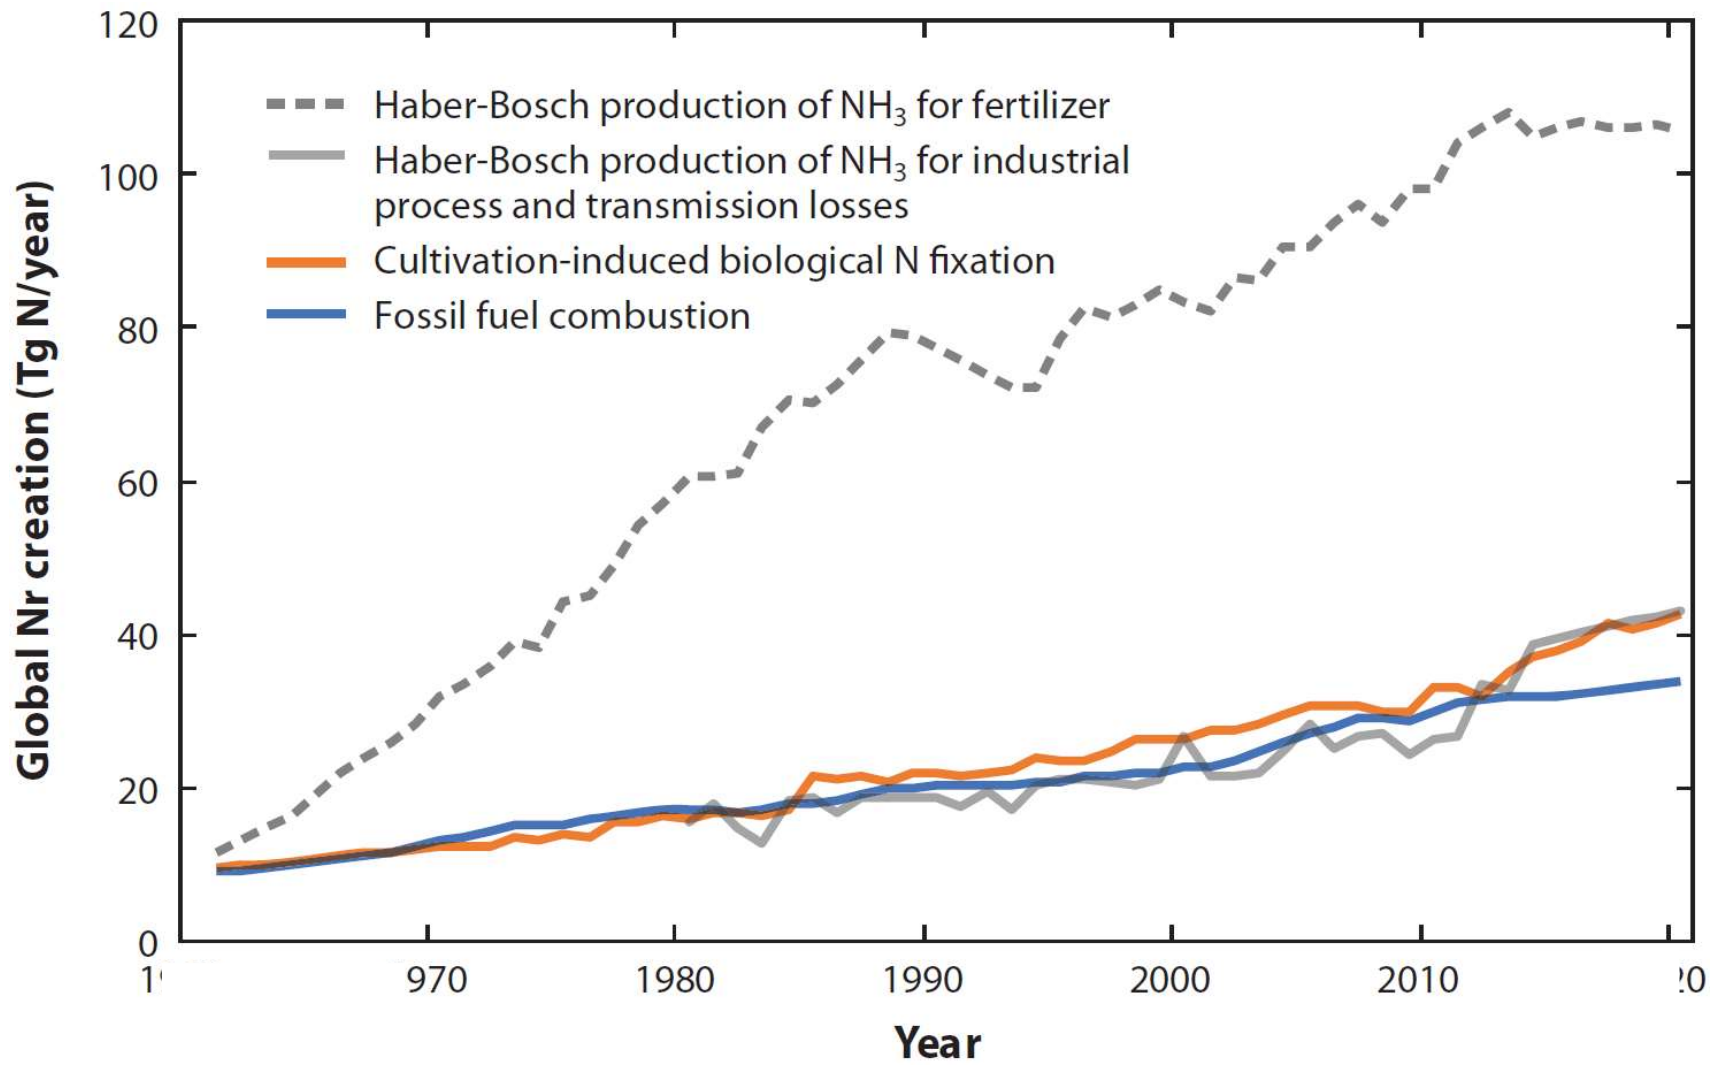 120
100
80
60
40
20
0
Global Nr creation (Tg N/year)
Haber-Bosch production of NH₃ for fertilizer
Haber-Bosch production of NH₃ for industrial
process and transmission losses
Cultivation-induced biological N fixation
Fossil fuel combustion
970 1980 1990 2000 2010
Year